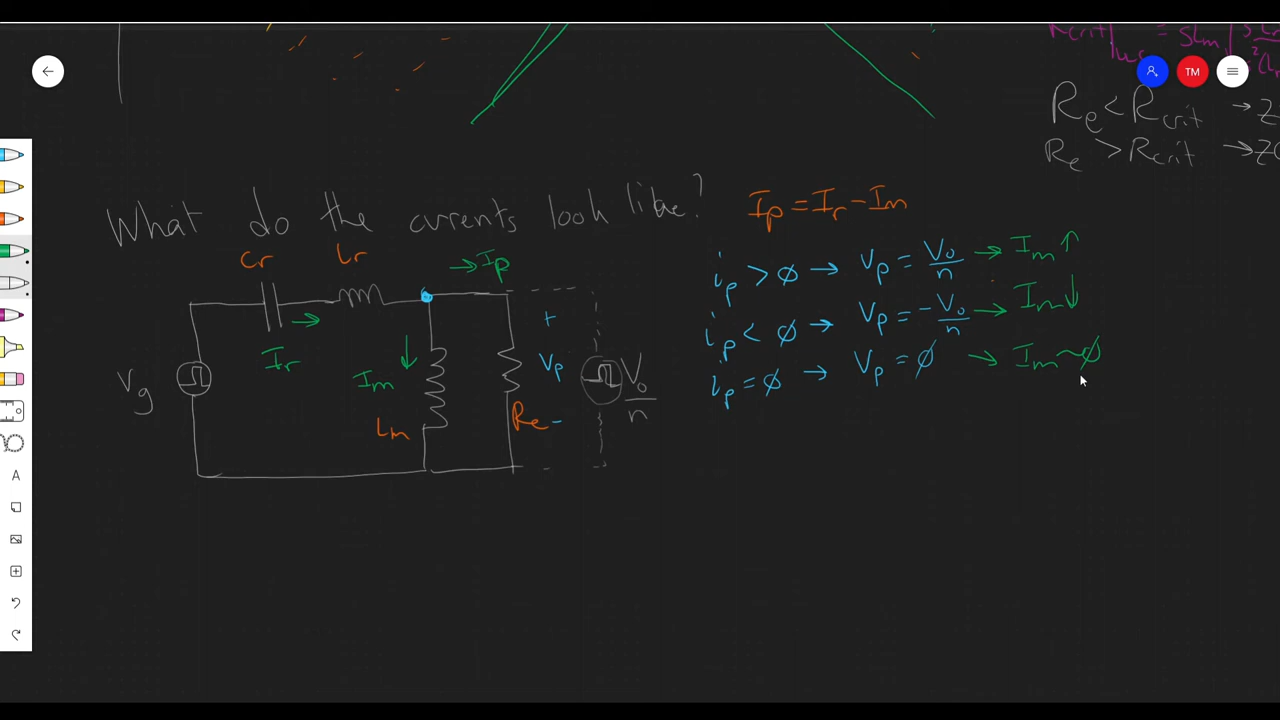 Re < Rcrit →
Re > Rcrit →
What do the currents look like?
Ip = Ir - Im
Cr
Lr
→ Ip
→
Ir
Vg
↓
Im
Lm
Re
+
Vp
-
Vo/n
ip > ∅ → Vp = Vo/n → Im ↑
ip < ∅ → Vp = -Vo/n → Im ↓
ip = ∅ → Vp = ∅ → Im ~ ∅
TM
A